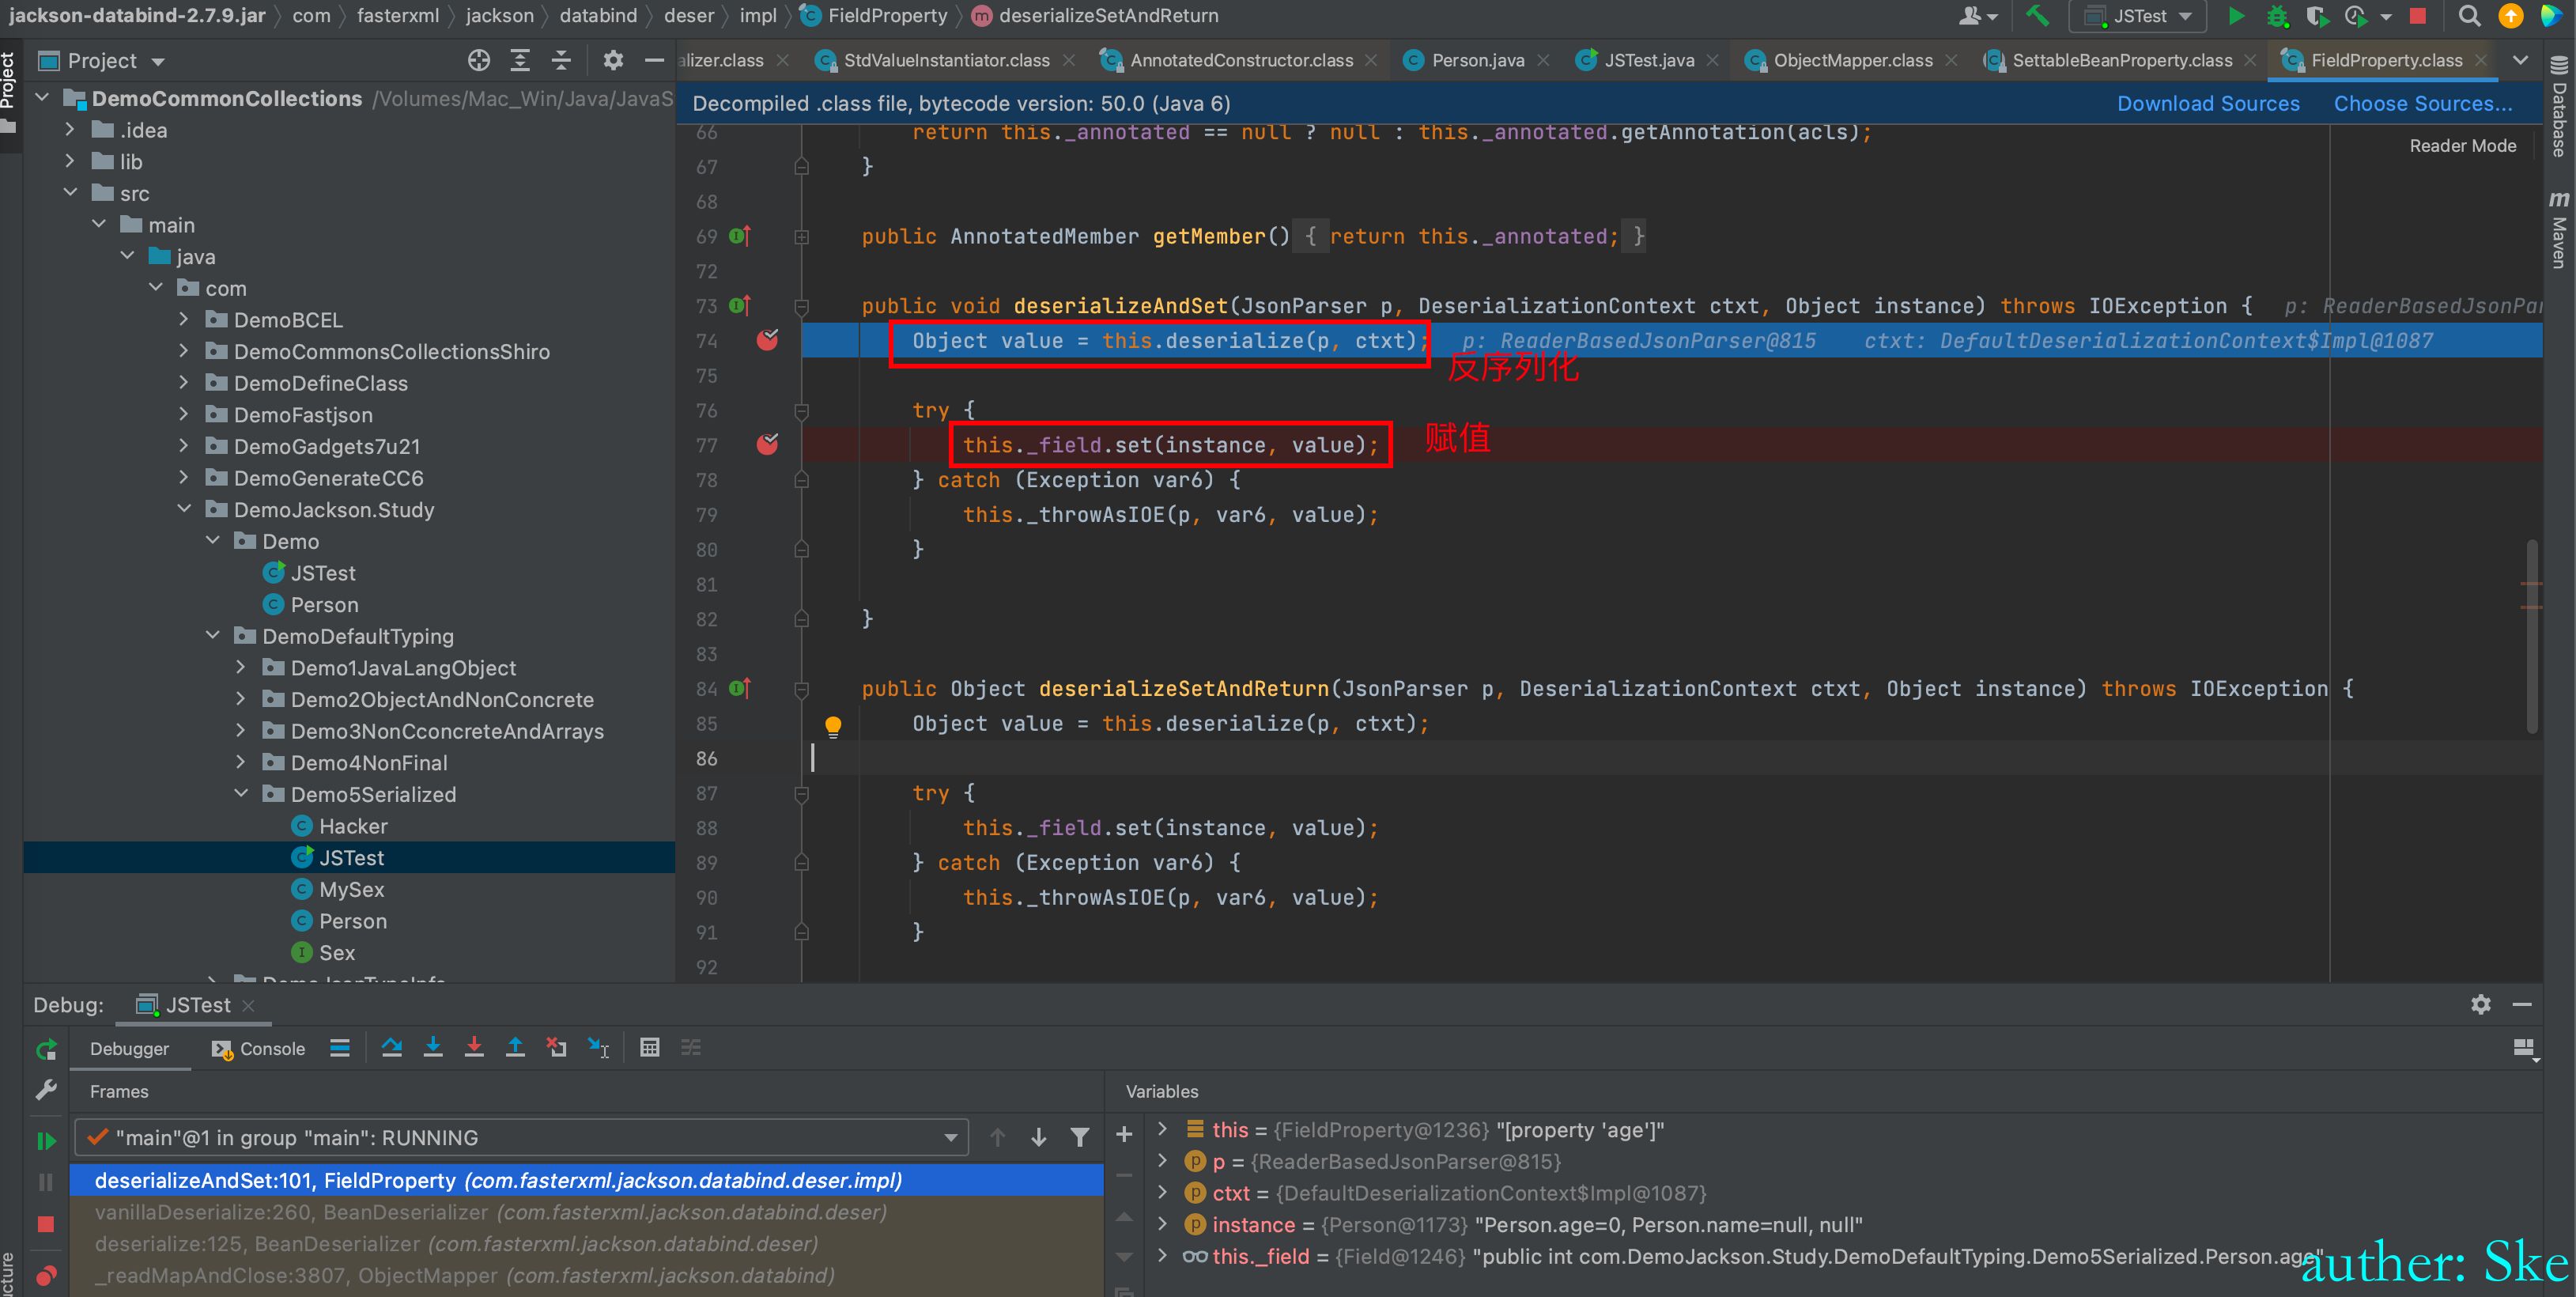 jackson-databind-2.7.9.jar com fasterxml jackson databind deser impl FieldProperty deserializeSetAndReturn JSTest
Project
alizer.class StdValueInstantiator.class AnnotatedConstructor.class Person.java JSTest.java ObjectMapper.class SettableBeanProperty.class FieldProperty.class
Project
DemoCommonCollections /Volumes/Mac_Win/Java/JavaS
.idea
lib
src
main
java
com
DemoBCEL
DemoCommonsCollectionsShiro
DemoDefineClass
DemoFastjson
DemoGadgets7u21
DemoGenerateCC6
DemoJackson.Study
Demo
JSTest
Person
DemoDefaultTyping
Demo1JavaLangObject
Demo2ObjectAndNonConcrete
Demo3NonCconcreteAndArrays
Demo4NonFinal
Demo5Serialized
Hacker
JSTest
MySex
Person
Sex
Decompiled .class file, bytecode version: 50.0 (Java 6) Download Sources Choose Sources...
Reader Mode
66 return this._annotated == null ? null : this._annotated.getAnnotation(acls);
67 }
68
69 public AnnotatedMember getMember() { return this._annotated; }
72
73 public void deserializeAndSet(JsonParser p, DeserializationContext ctxt, Object instance) throws IOException { p: ReaderBasedJsonPar
74 Object value = this.deserialize(p, ctxt); p: ReaderBasedJsonParser@815 ctxt: DefaultDeserializationContext$Impl@1087
反序列化
75
76 try {
77 this._field.set(instance, value); 赋值
78 } catch (Exception var6) {
79 this._throwAsIOE(p, var6, value);
80 }
81
82 }
83
84 public Object deserializeSetAndReturn(JsonParser p, DeserializationContext ctxt, Object instance) throws IOException {
85 Object value = this.deserialize(p, ctxt);
86
87 try {
88 this._field.set(instance, value);
89 } catch (Exception var6) {
90 this._throwAsIOE(p, var6, value);
91 }
92
Database
m Maven
Debug: JSTest
Debugger Console
Frames
"main"@1 in group "main": RUNNING
deserializeAndSet:101, FieldProperty (com.fasterxml.jackson.databind.deser.impl)
vanillaDeserialize:260, BeanDeserializer (com.fasterxml.jackson.databind.deser)
deserialize:125, BeanDeserializer (com.fasterxml.jackson.databind.deser)
_readMapAndClose:3807, ObjectMapper (com.fasterxml.jackson.databind)
Variables
this = {FieldProperty@1236} "[property 'age']"
p = {ReaderBasedJsonParser@815}
ctxt = {DefaultDeserializationContext$Impl@1087}
instance = {Person@1173} "Person.age=0, Person.name=null, null"
this._field = {Field@1246} "public int com.DemoJackson.Study.DemoDefaultTyping.Demo5Serialized.Person.age"
auther: Ske